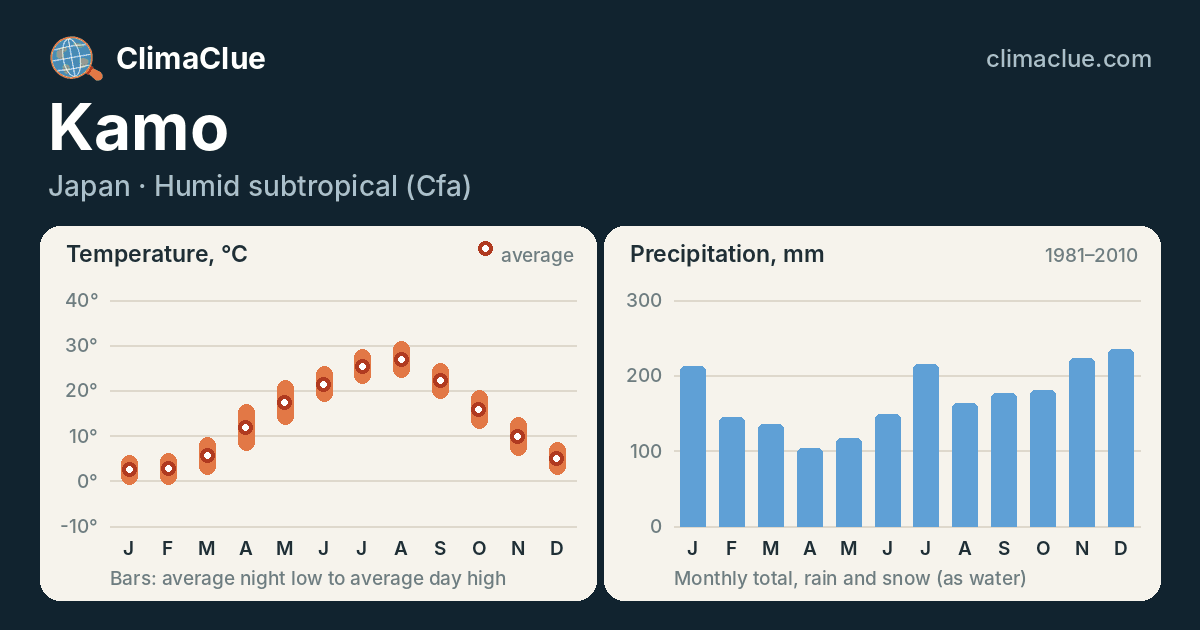 ClimaClue
climaclue.com
Kamo
Japan · Humid subtropical (Cfa)
Temperature, °C
average
40°
30°
20°
10°
0°
-10°
J F M A M J J A S O N D
Bars: average night low to average day high
Precipitation, mm
1981–2010
300
200
100
0
J F M A M J J A S O N D
Monthly total, rain and snow (as water)